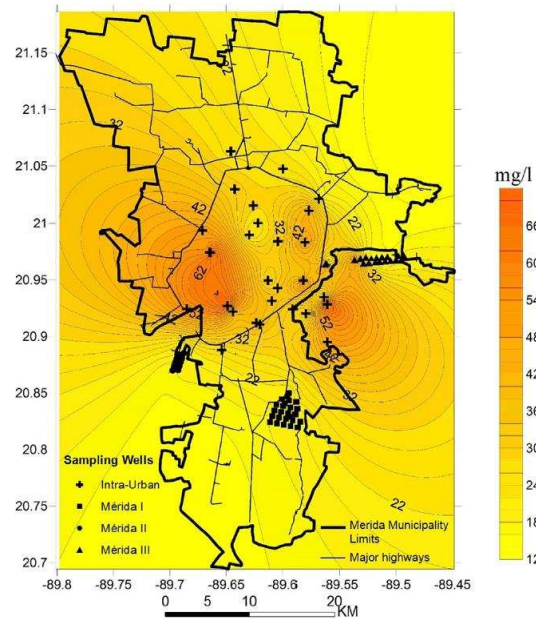 21.15
22
mg/l
21.1
32
66
21.05
60
42
54
22
32
42
21
48
62
32
42
20.95
36
52
20.9
30
32
22
24
32
20.85
18
12
20.8
Sampling Wells
Intra-Urban
22
20.75
Mérida I
Mérida II
Merida Municipality
Limits
Mérida III
Major highways
20.7
-89.8 -89.75 -89.7 -89.65 -89.6 -89.55 -89.5 -89.45
0 5 10 20
KM